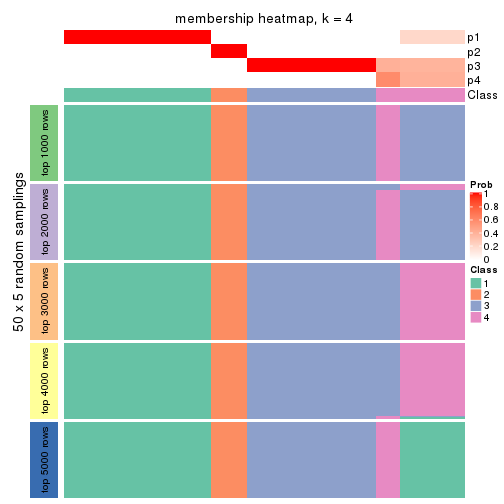 membership heatmap, k = 4
p1
p2
p3
p4
Class
50 x 5 random samplings
top 1000 rows
top 2000 rows
top 3000 rows
top 4000 rows
top 5000 rows
Prob
1
0.8
0.6
0.4
0.2
0
Class
1
2
3
4